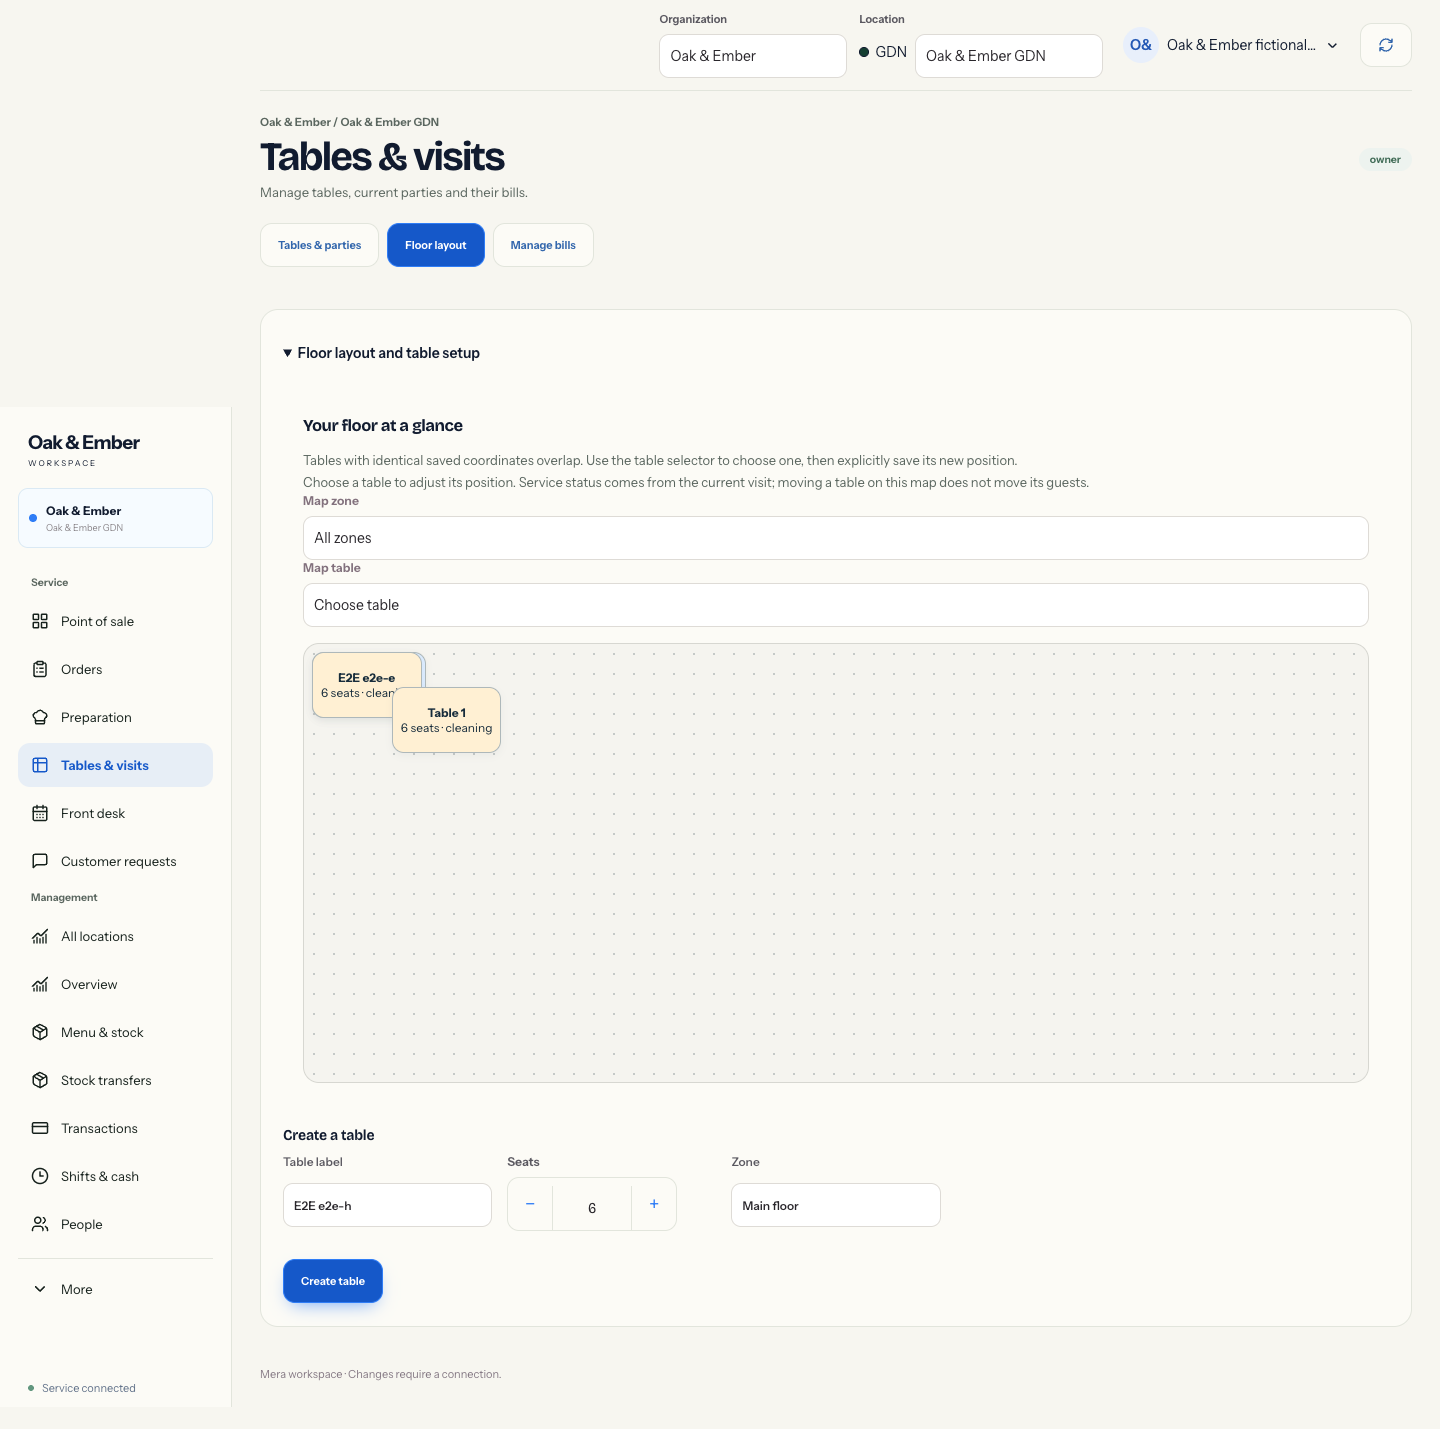 Organization
Location
Oak & Ember
GDN
Oak & Ember GDN
O&
Oak & Ember fictional...
Oak & Ember / Oak & Ember GDN
Tables & visits
owner
Manage tables, current parties and their bills.
Tables & parties
Floor layout
Manage bills
Floor layout and table setup
Your floor at a glance
Tables with identical saved coordinates overlap. Use the table selector to choose one, then explicitly save its new position.
Choose a table to adjust its position. Service status comes from the current visit; moving a table on this map does not move its guests.
Map zone
All zones
Map table
Choose table
E2E e2e-e
6 seats · clean
Table 1
6 seats · cleaning
Create a table
Table label
Seats
Zone
E2E e2e-h
− 6 +
Main floor
Create table
Mera workspace · Changes require a connection.
Oak & Ember
WORKSPACE
Oak & Ember
Oak & Ember GDN
Service
Point of sale
Orders
Preparation
Tables & visits
Front desk
Customer requests
Management
All locations
Overview
Menu & stock
Stock transfers
Transactions
Shifts & cash
People
More
Service connected